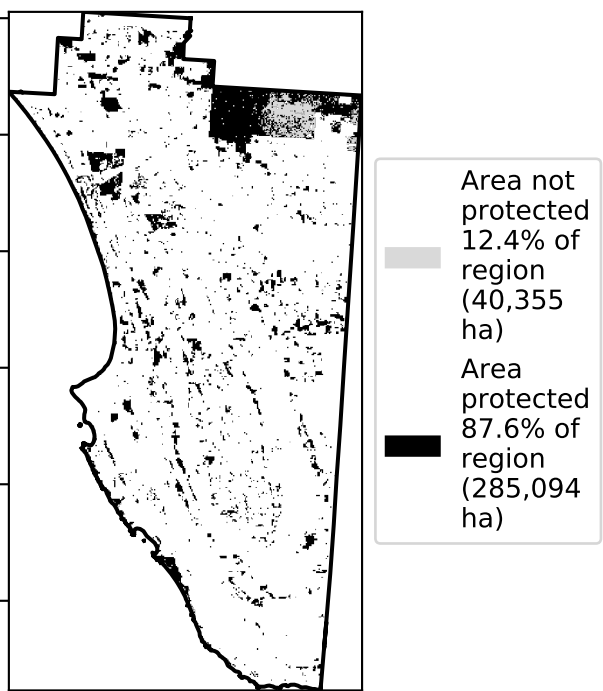 Area not
protected
12.4% of
region
(40,355
ha)
Area
protected
87.6% of
region
(285,094
ha)